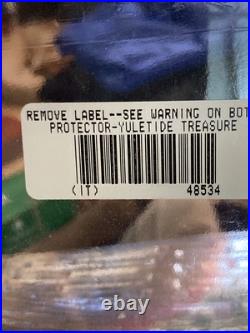 REMOVE LABEL--SEE WARNING ON BOT
PROTECTOR-YULETIDE TREASURE
(IT) 48534